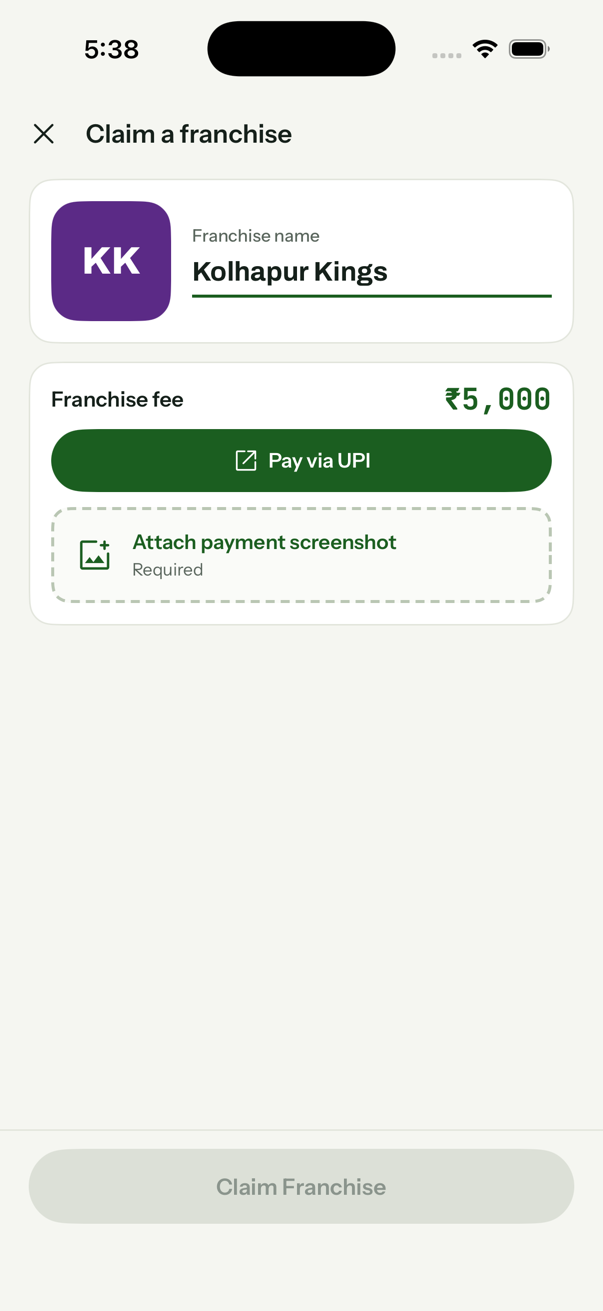 5:38
Claim a franchise
KK
Franchise name
Kolhapur Kings
Franchise fee
₹5,000
Pay via UPI
Attach payment screenshot
Required
Claim Franchise